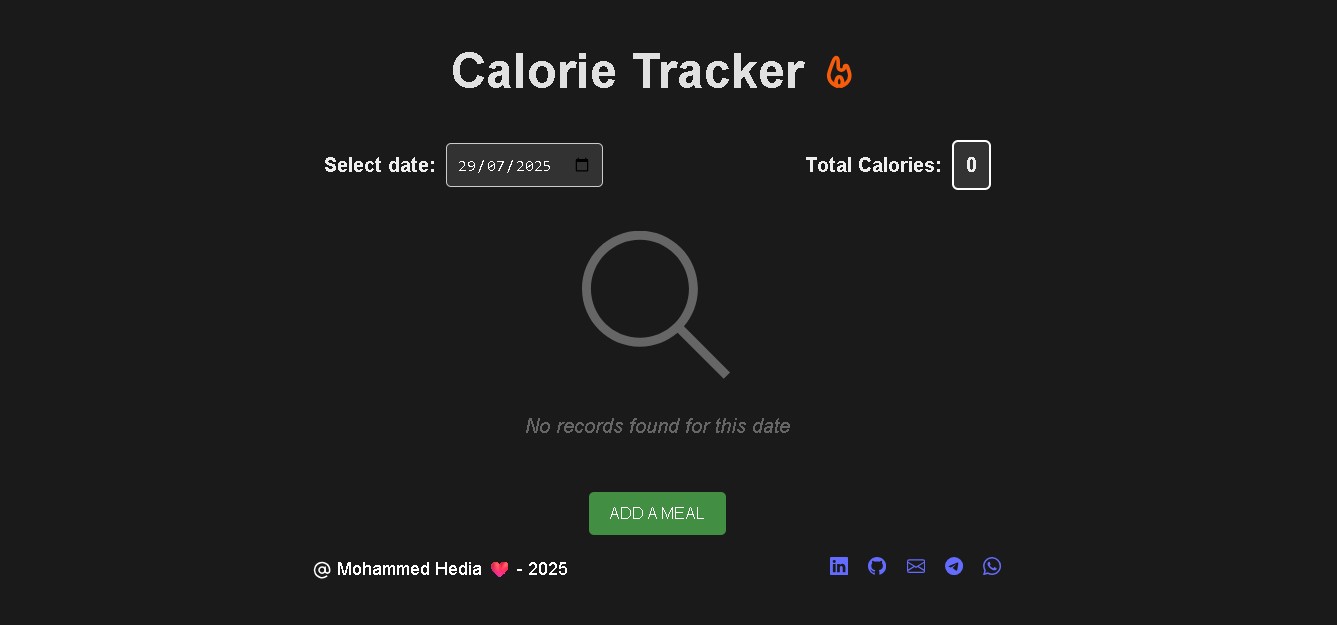 Calorie Tracker
Select date: 29/07/2025 Total Calories: 0
No records found for this date
ADD A MEAL
@ Mohammed Hedia 💖 - 2025